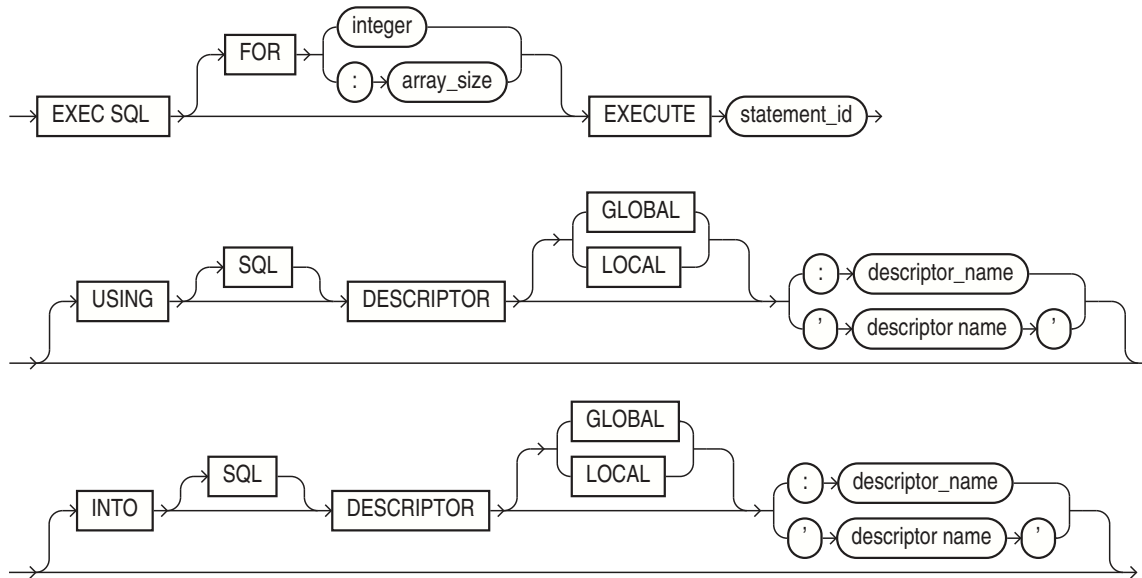 integer
FOR
: array_size
EXEC SQL EXECUTE statement_id
GLOBAL
SQL LOCAL : descriptor_name
USING DESCRIPTOR ' descriptor name '
GLOBAL
SQL LOCAL : descriptor_name
INTO DESCRIPTOR ' descriptor name '